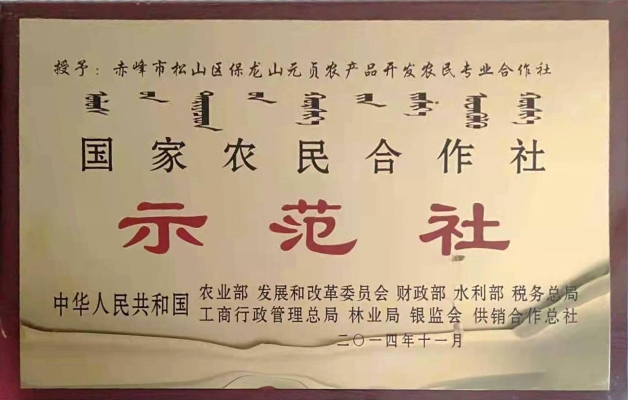 授予：赤峰市松山区保龙山元贞农产品开发农民专业合作社
国家农民合作社
示范社
中华人民共和国 农业部 发展和改革委员会 财政部 水利部 税务总局
工商行政管理总局 林业局 银监会 供销合作总社
二〇一四年十一月